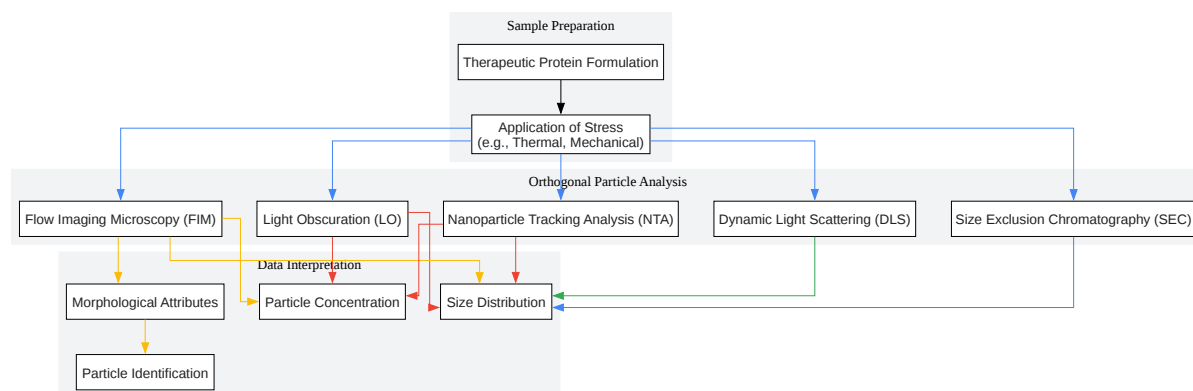 Sample Preparation
Therapeutic Protein Formulation
Application of Stress
(e.g., Thermal, Mechanical)
Orthogonal Particle Analysis
Flow Imaging Microscopy (FIM)
Light Obscuration (LO)
Nanoparticle Tracking Analysis (NTA)
Dynamic Light Scattering (DLS)
Size Exclusion Chromatography (SEC)
Data Interpretation
Morphological Attributes
Particle Concentration
Size Distribution
Particle Identification